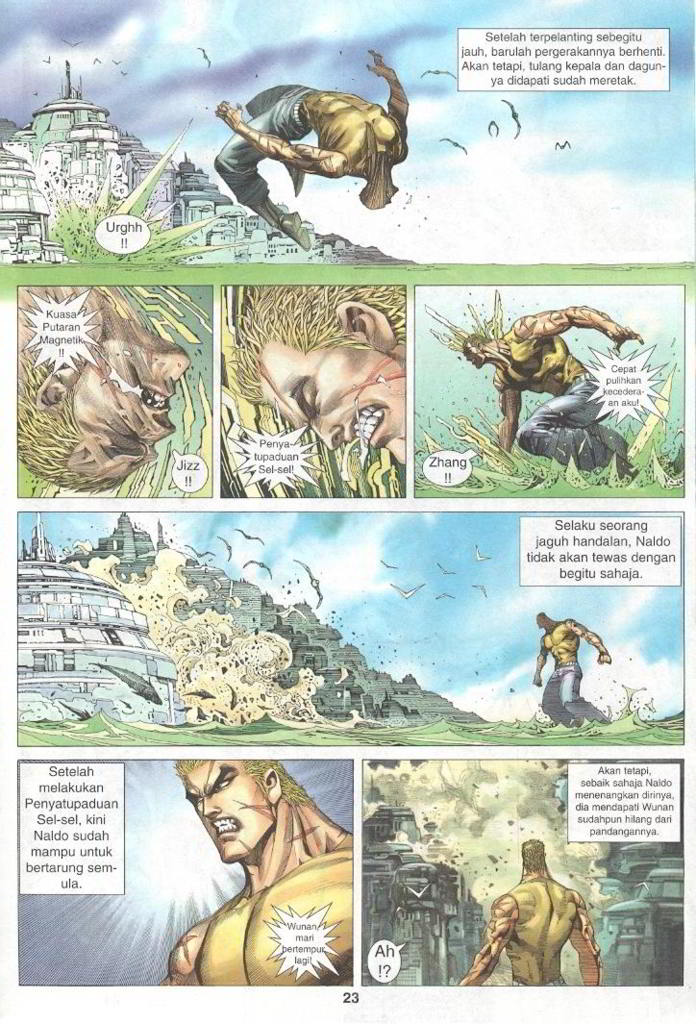 Setelah terpelanting sebegitu
jauh, barulah pergerakannya berhenti.
Akan tetapi, tulang kepala dan dagun-
ya didapati sudah meretak.
Urghh
!!
Kuasa
Putaran
Magnetik
!!
Jizz
!!
Penya-
tupaduan
Sel-sel!
Cepat
pulihkan
kecedera-
an aku!
Zhang
!!
Selaku seorang
jaguh handalan, Naldo
tidak akan tewas dengan
begitu sahaja.
Setelah
melakukan
Penyatupaduan
Sel-sel, kini
Naldo sudah
mampu untuk
bertarung sem-
ula.
Wunan,
mari
bertempur
lagi!
Akan tetapi,
sebaik sahaja Naldo
menenangkan dirinya,
dia mendapati Wunan
sudahpun hilang dari
pandangannya.
Ah
!?
23